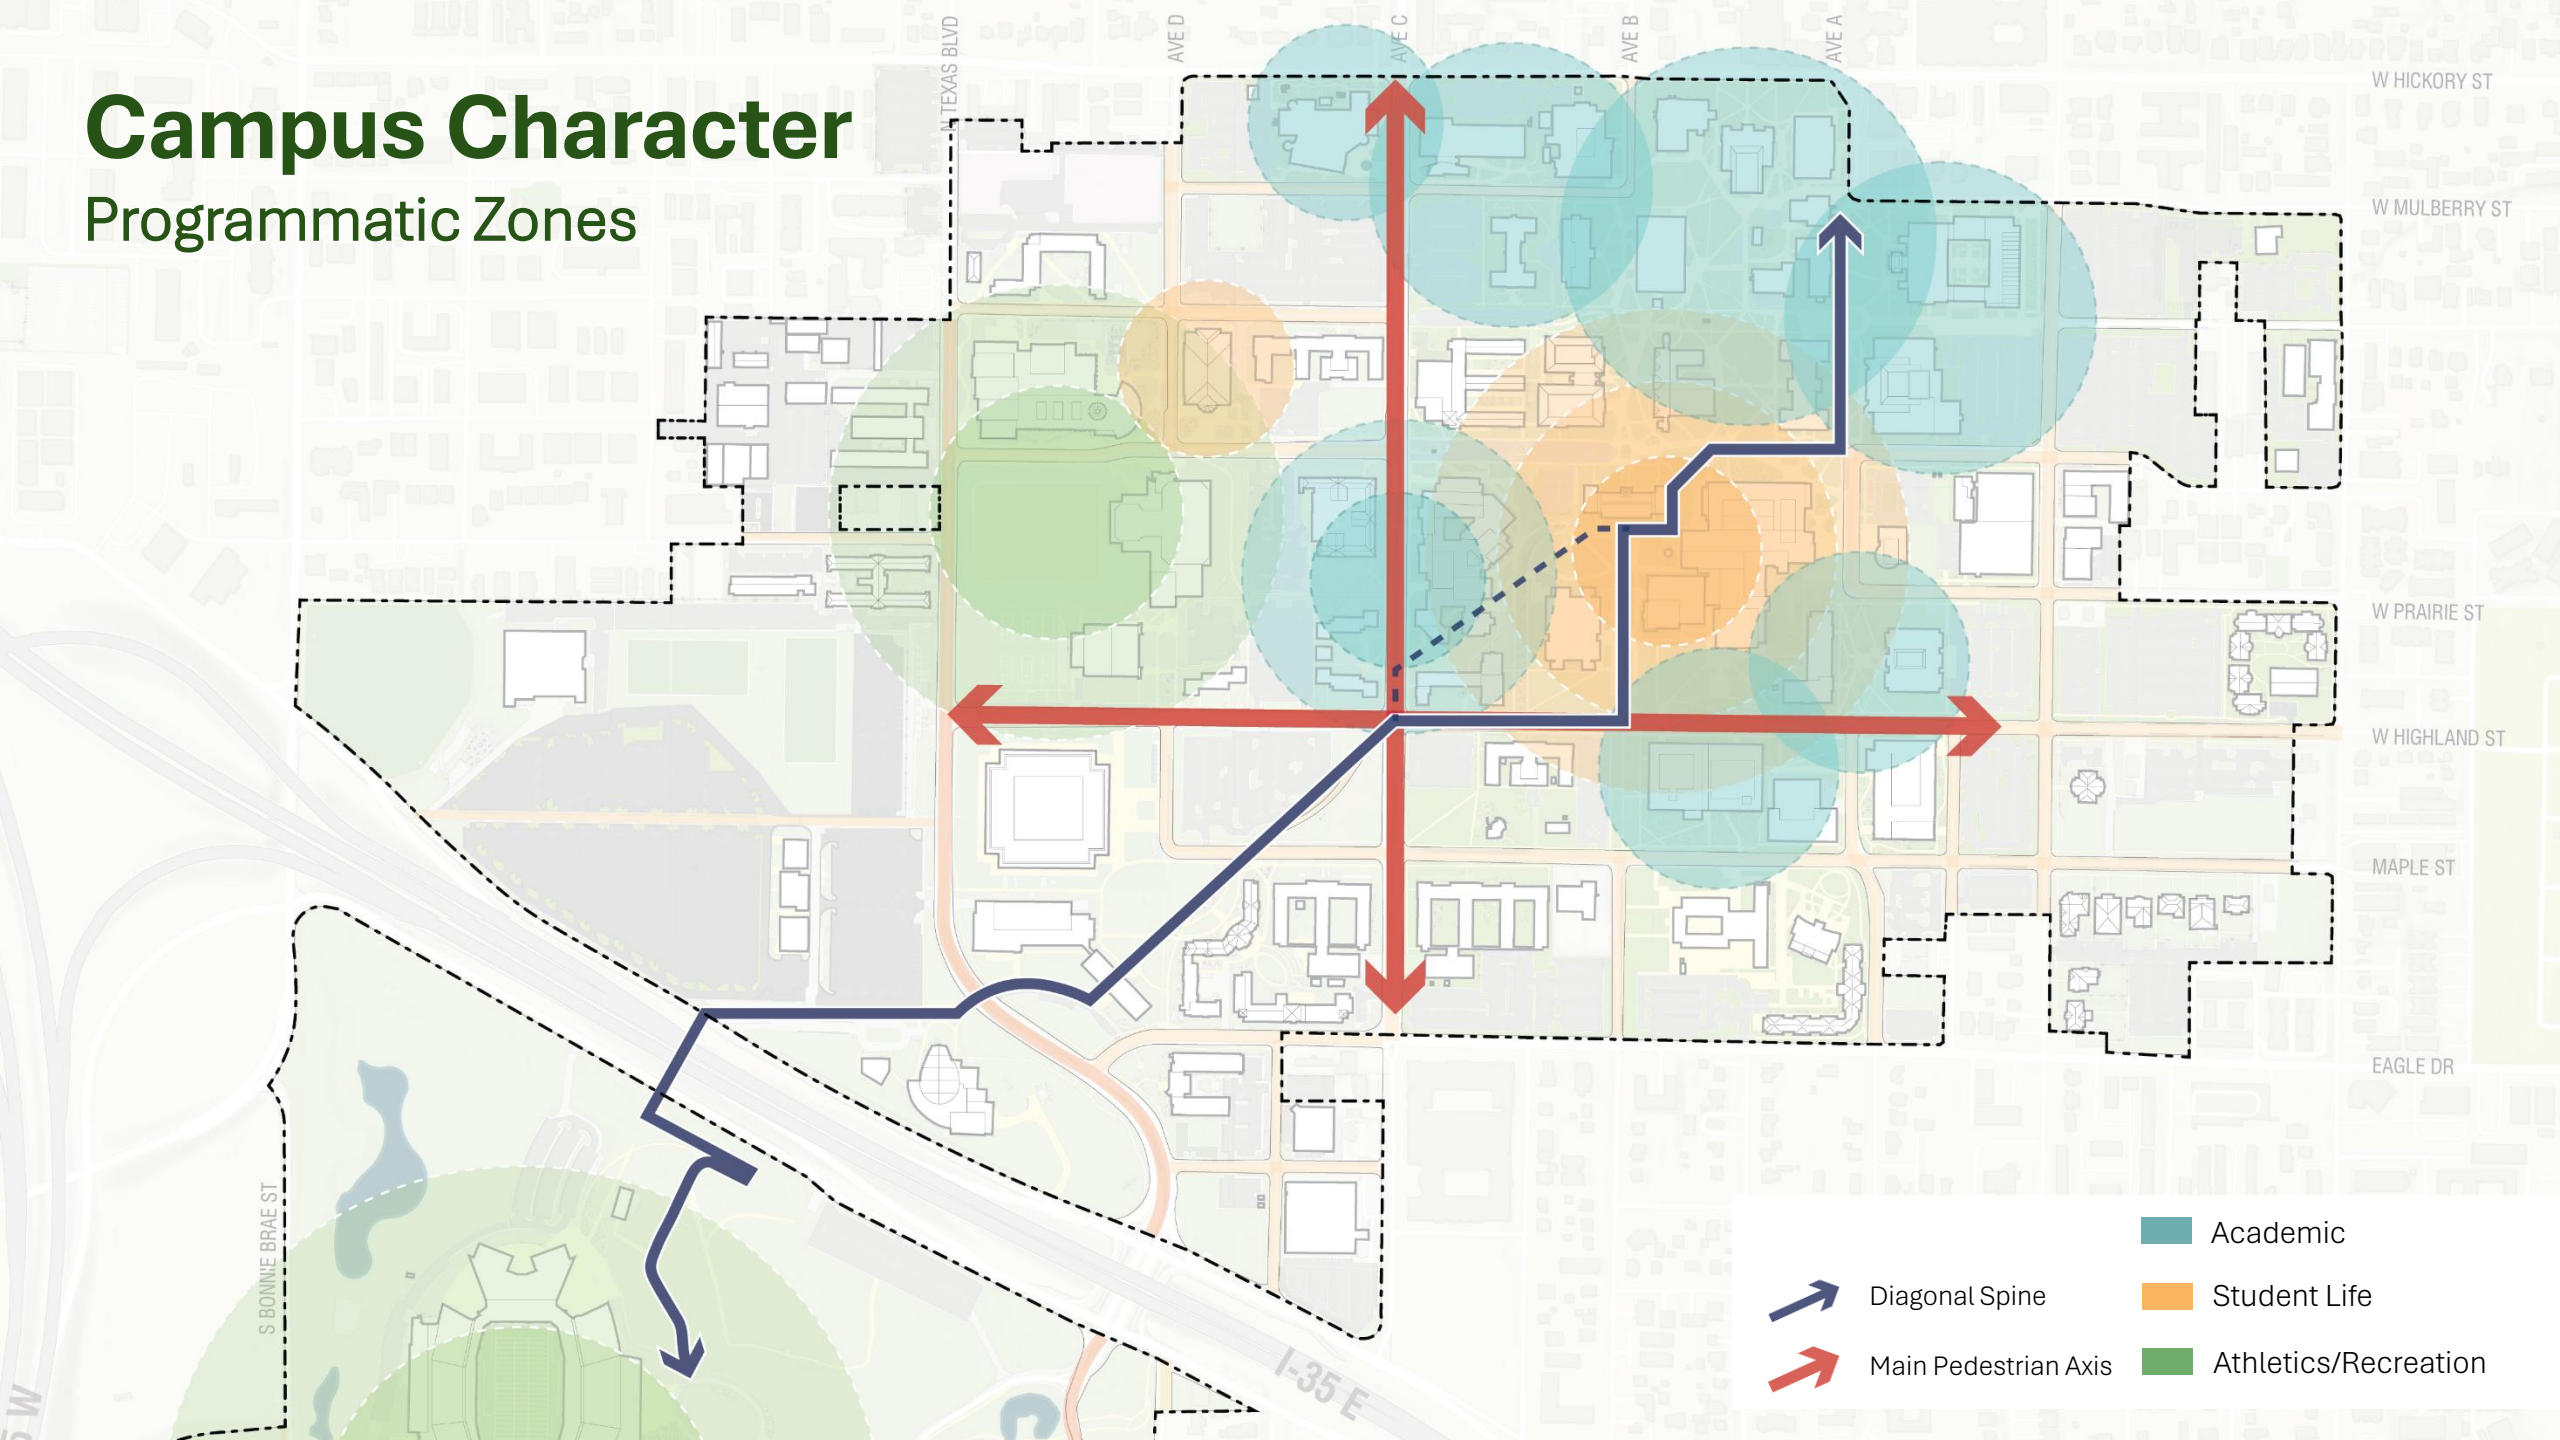 Campus Character
Programmatic Zones
N TEXAS BLVD
AVE D
AVE C
AVE B
AVE A
W HICKORY ST
W MULBERRY ST
W PRAIRIE ST
W HIGHLAND ST
MAPLE ST
EAGLE DR
S BONNIE BRAE ST
I-35 E
5 W
Diagonal Spine
Main Pedestrian Axis
Academic
Student Life
Athletics/Recreation